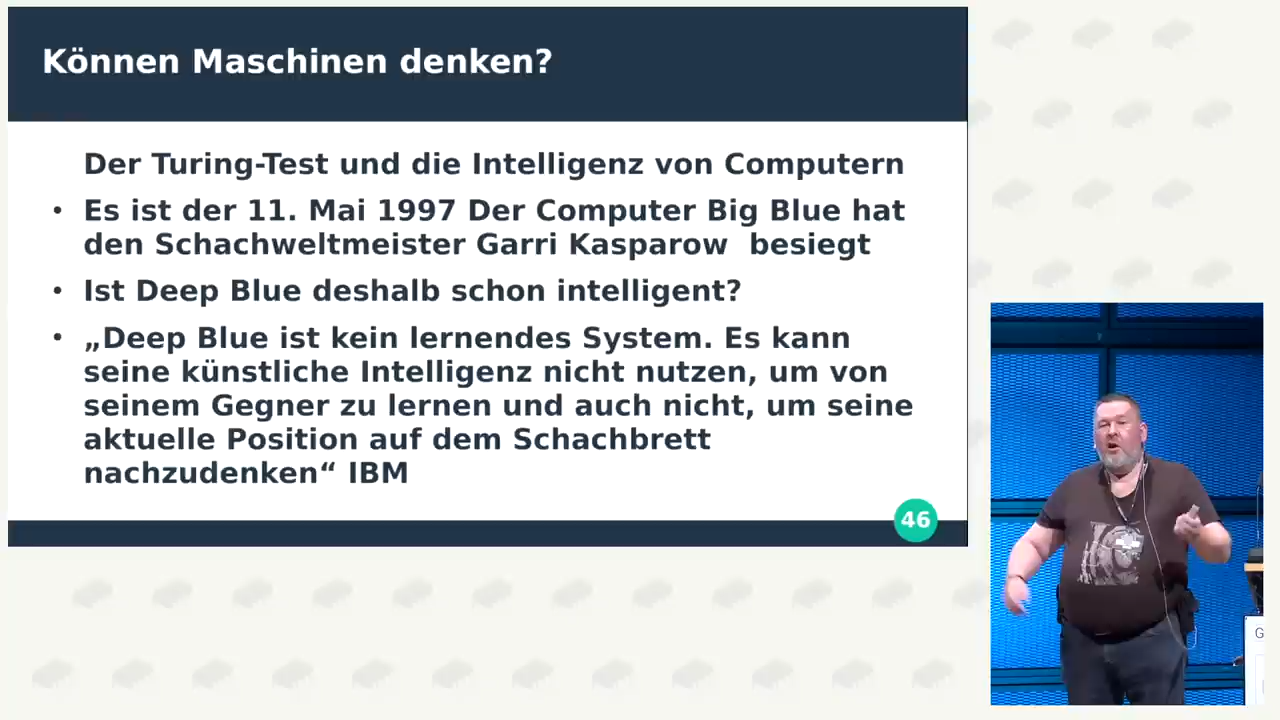 Können Maschinen denken?
Der Turing-Test und die Intelligenz von Computern
• Es ist der 11. Mai 1997 Der Computer Big Blue hat
den Schachweltmeister Garri Kasparow  besiegt
• Ist Deep Blue deshalb schon intelligent?
• „Deep Blue ist kein lernendes System. Es kann
seine künstliche Intelligenz nicht nutzen, um von
seinem Gegner zu lernen und auch nicht, um seine
aktuelle Position auf dem Schachbrett
nachzudenken“ IBM
46
G